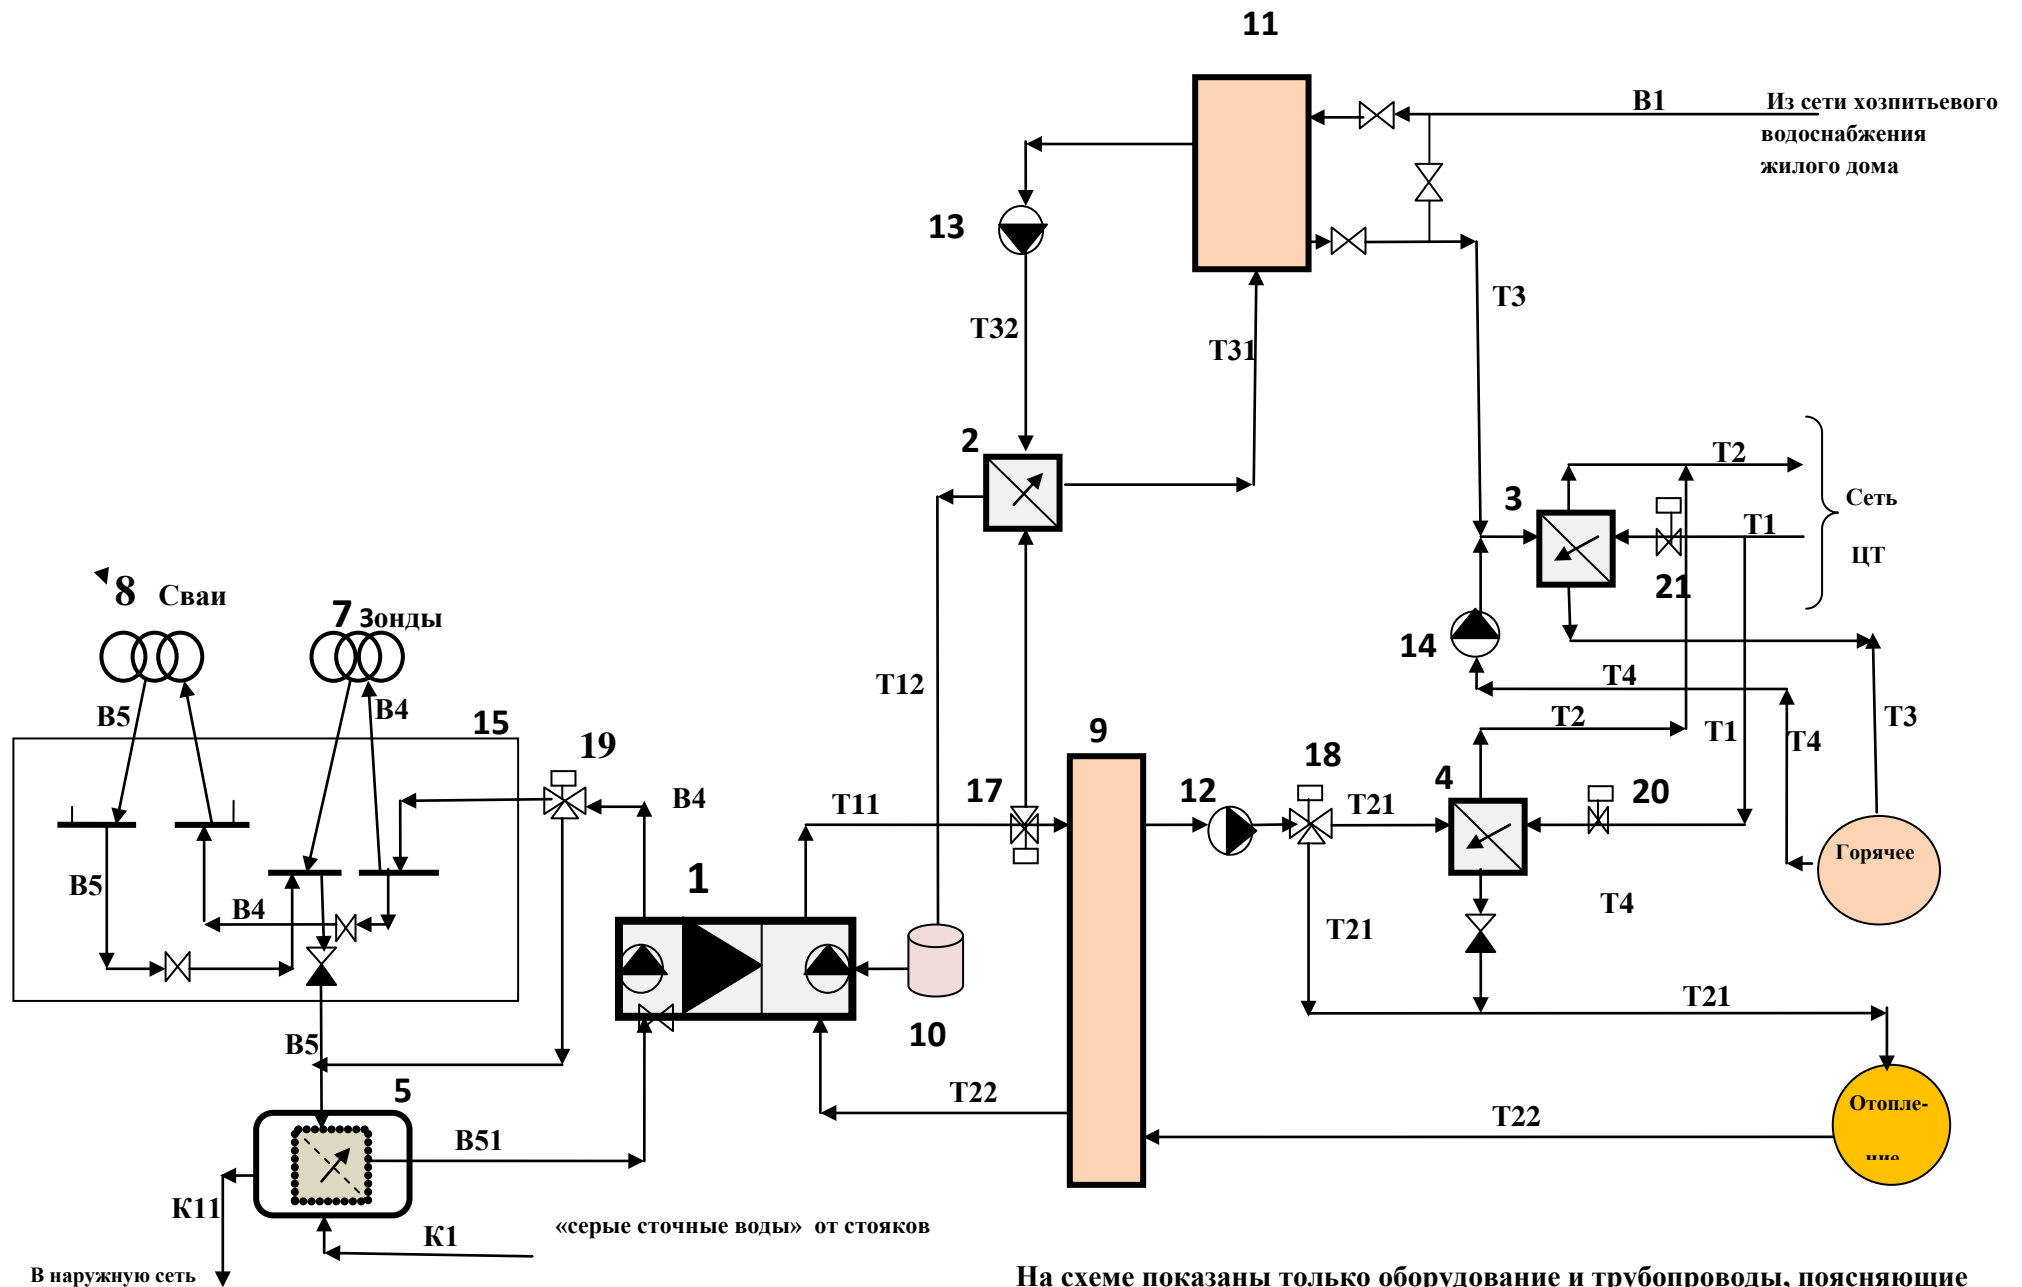 11
В1
Из сети хозпитьевого
водоснабжения
жилого дома
13
Т3
Т32
Т31
2
Т2
3
Сеть
Т1
ЦТ
21
8 Сваи
7 Зонды
14
Т4
Т12
В5
В4
15
9
Т2
Т1
Т3
Т4
19
18
4
17
12
20
В4
Т11
Т21
Горячее
1
В5
В4
Т4
Т21
Т21
10
В5
5
Т22
Отопле-
Т22
В51
ние
К11
«серые сточные воды» от стояков
К1
В наружную сеть
На схеме показаны только оборудование и трубопроводы, поясняющие